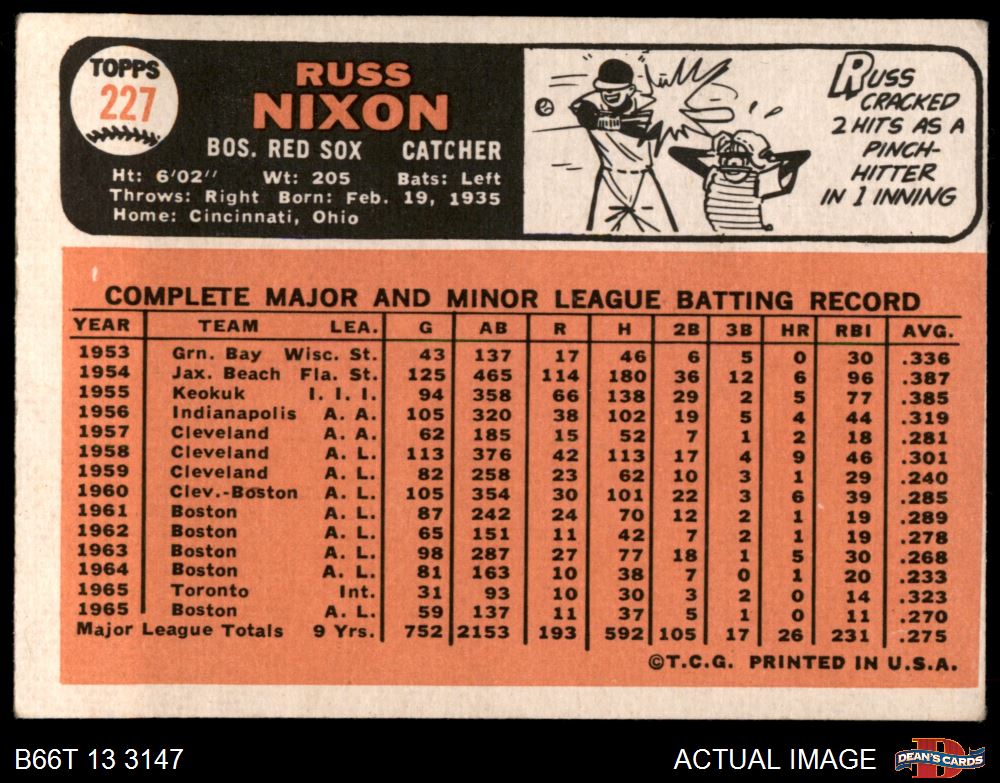 TOPPS
227
RUSS
NIXON
BOS. RED SOX CATCHER
Ht: 6'02" Wt: 205 Bats: Left
Throws: Right Born: Feb. 19, 1935
Home: Cincinnati, Ohio
RUSS
CRACKED
2 HITS AS A
PINCH-
HITTER
IN 1 INNING
COMPLETE MAJOR AND MINOR LEAGUE BATTING RECORD
YEAR TEAM LEA. G AB R H 2B 3B HR RBI AVG.
1953 Grn. Bay Wisc. St. 43 137 17 46 6 5 0 30 .336
1954 Jax. Beach Fla. St. 125 465 114 180 36 12 6 96 .387
1955 Keokuk I. I. I. 94 358 66 138 29 2 5 77 .385
1956 Indianapolis A. A. 105 320 38 102 19 5 4 44 .319
1957 Cleveland A. A. 62 185 15 52 7 1 2 18 .281
1958 Cleveland A. L. 113 376 42 113 17 4 9 46 .301
1959 Cleveland A. L. 82 258 23 62 10 3 1 29 .240
1960 Clev.-Boston A. L. 105 354 30 101 22 3 6 39 .285
1961 Boston A. L. 87 242 24 70 12 2 1 19 .289
1962 Boston A. L. 65 151 11 42 7 2 1 19 .278
1963 Boston A. L. 98 287 27 77 18 1 5 30 .268
1964 Boston A. L. 81 163 10 38 7 0 1 20 .233
1965 Toronto Int. 31 93 10 30 3 2 0 14 .323
1965 Boston A. L. 59 137 11 37 5 1 0 11 .270
Major League Totals 9 Yrs. 752 2153 193 592 105 17 26 231 .275
©T.C.G. PRINTED IN U.S.A.
B66T 13 3147 ACTUAL IMAGE DEAN'S CARDS